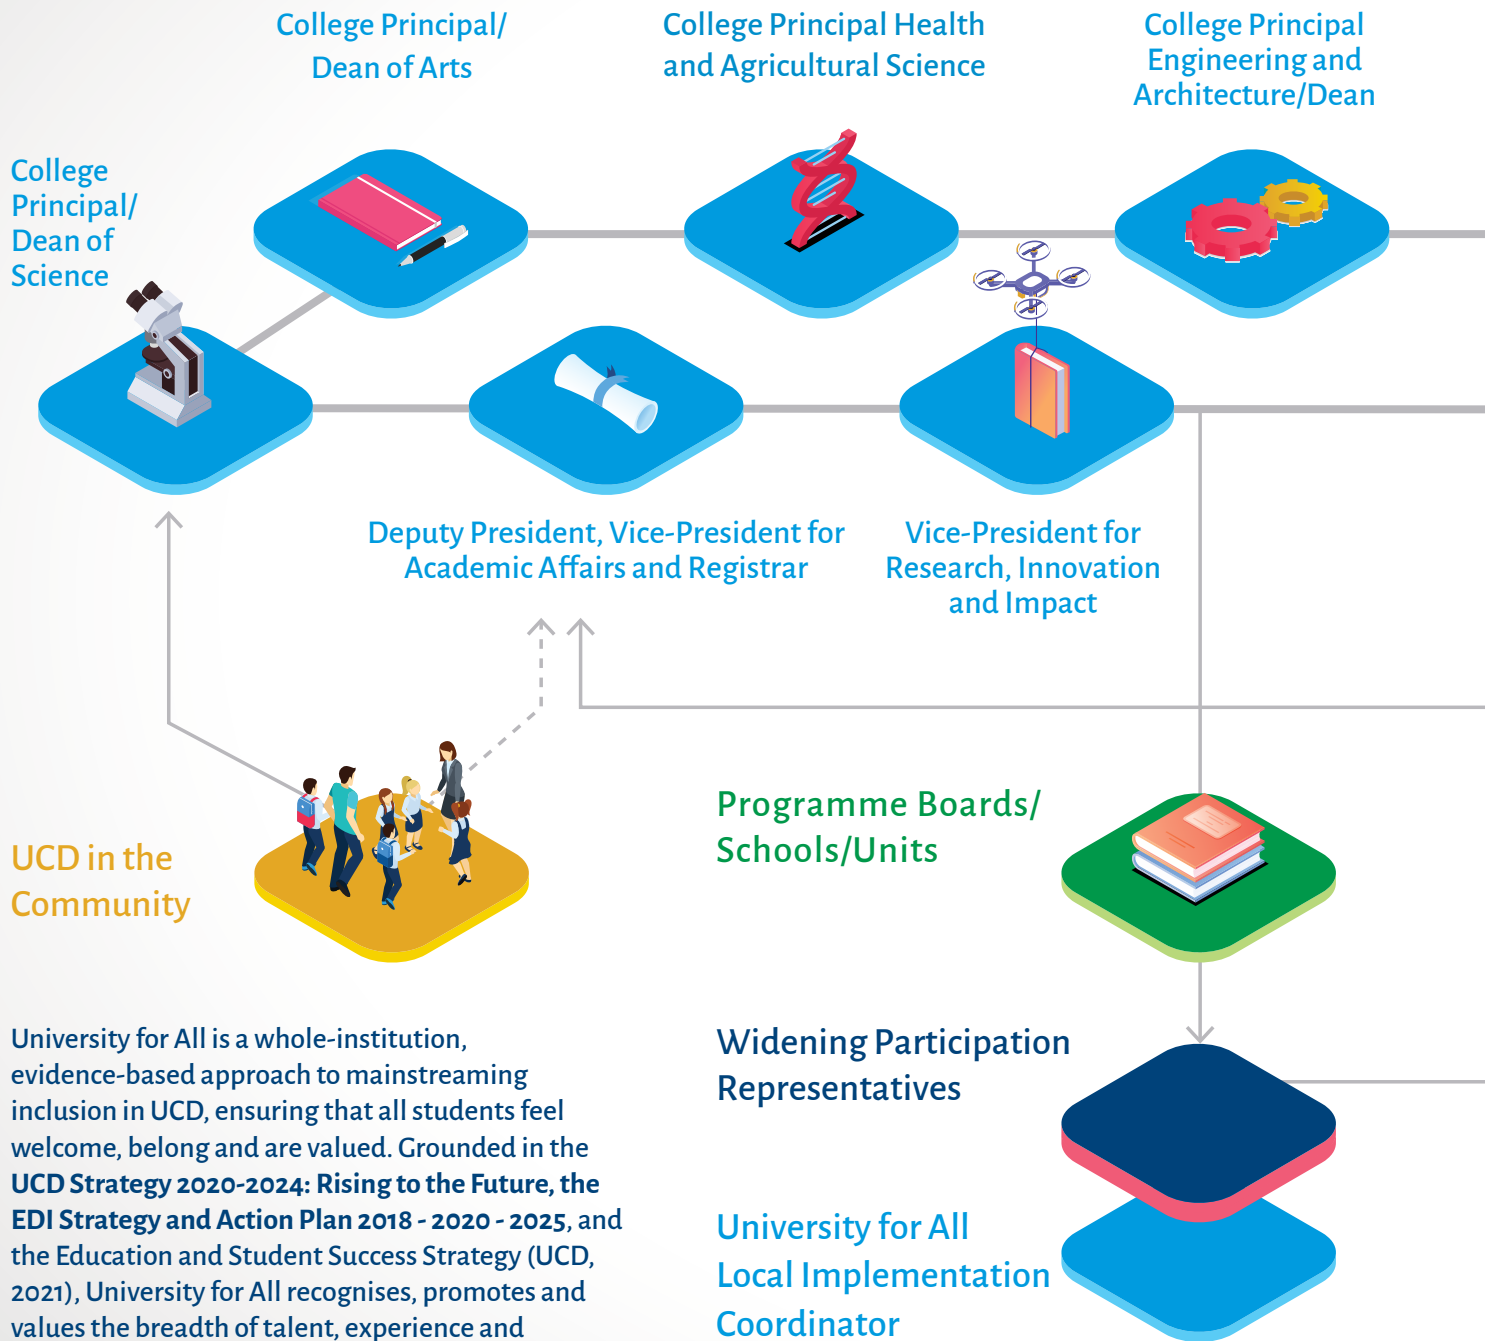 College Principal/
Dean of Arts
College Principal Health
and Agricultural Science
College Principal
Engineering and
Architecture/Dean
College
Principal/
Dean of
Science
Deputy President, Vice-President for
Academic Affairs and Registrar
Vice-President for
Research, Innovation
and Impact
UCD in the
Community
Programme Boards/
Schools/Units
Widening Participation
Representatives
University for All
Local Implementation
Coordinator
University for All is a whole-institution,
evidence-based approach to mainstreaming
inclusion in UCD, ensuring that all students feel
welcome, belong and are valued. Grounded in the
UCD Strategy 2020-2024: Rising to the Future, the
EDI Strategy and Action Plan 2018 - 2020 - 2025, and
the Education and Student Success Strategy (UCD,
2021), University for All recognises, promotes and
values the breadth of talent, experience and